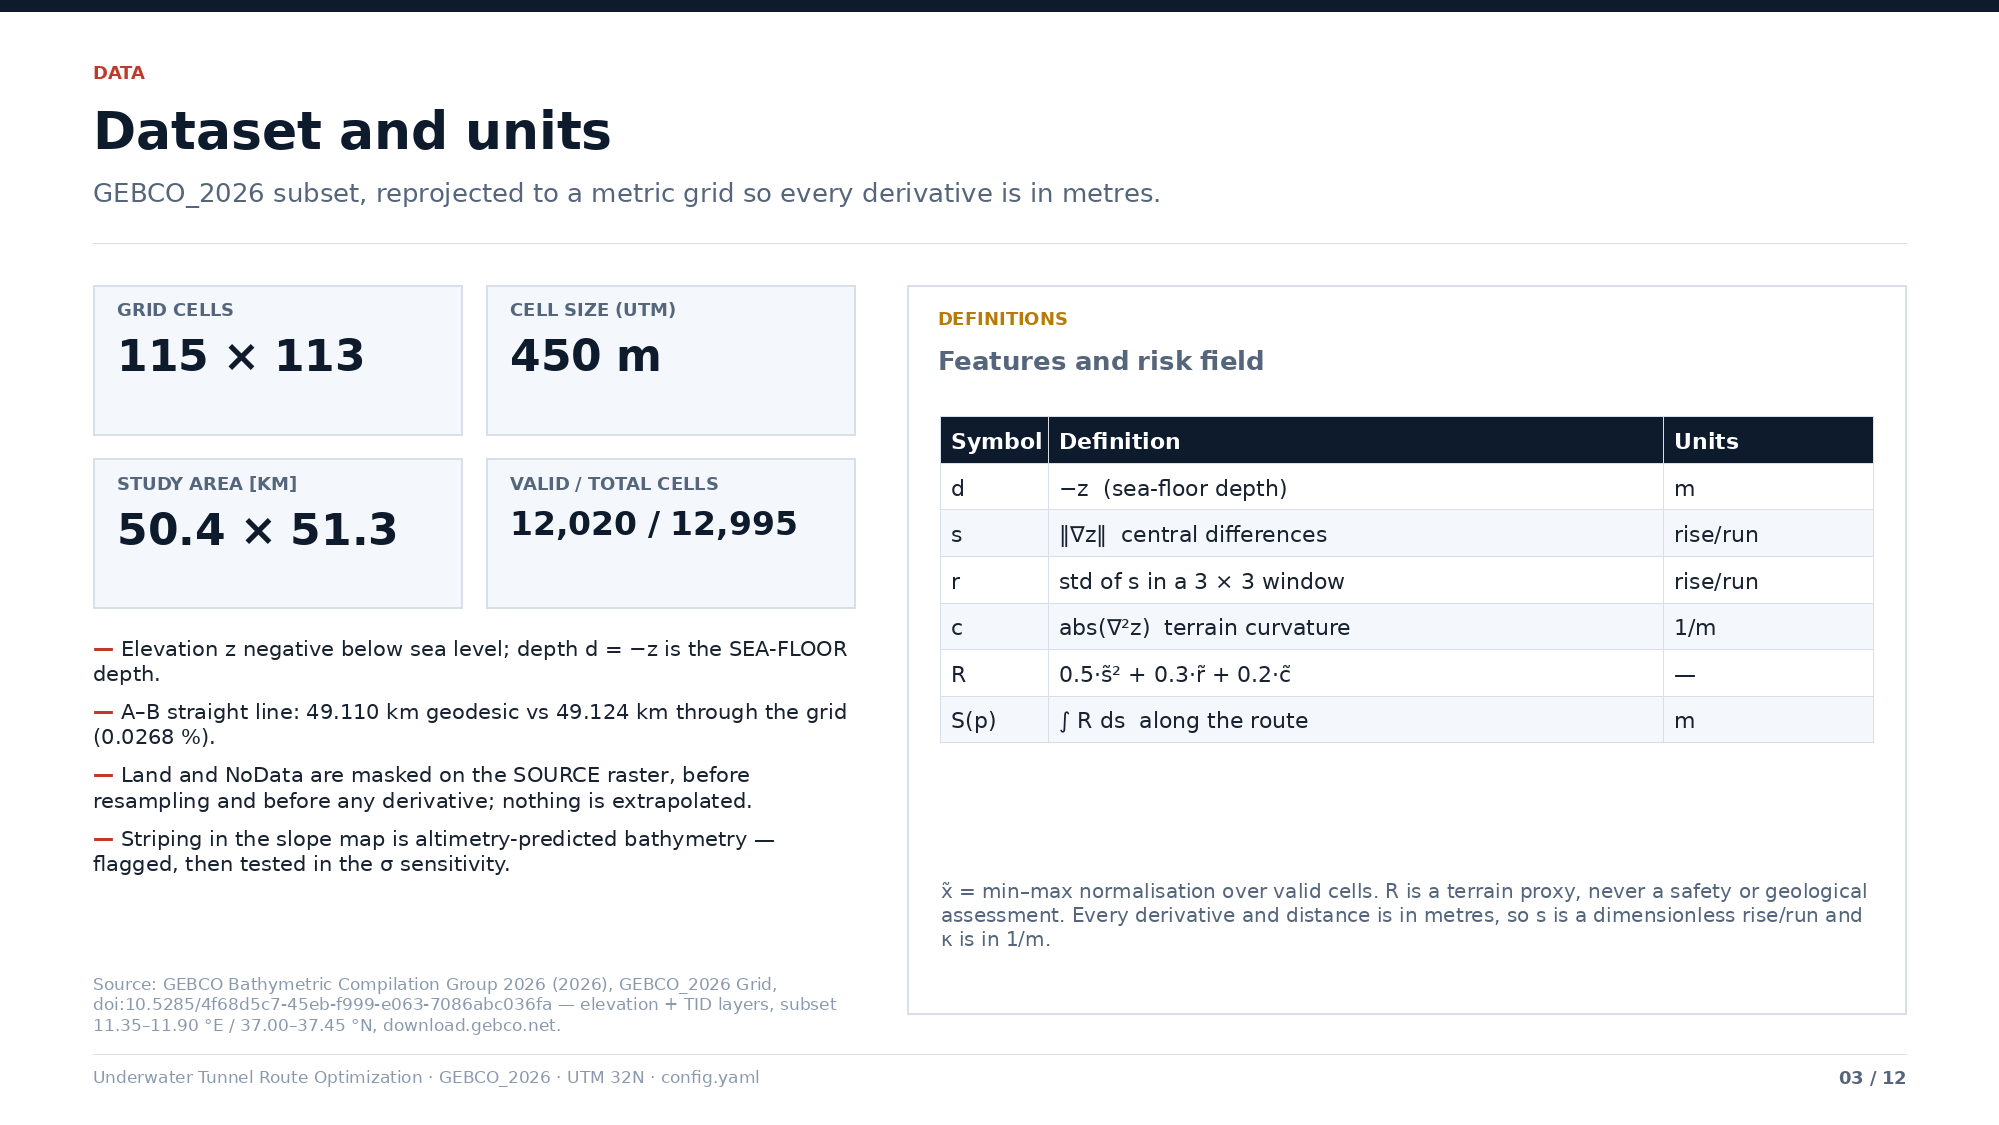 DATA
Dataset and units
GEBCO_2026 subset, reprojected to a metric grid so every derivative is in metres.
GRID CELLS
115 × 113
CELL SIZE (UTM)
450 m
STUDY AREA [KM]
50.4 × 51.3
VALID / TOTAL CELLS
12,020 / 12,995
— Elevation z negative below sea level; depth d = −z is the SEA-FLOOR
depth.
— A–B straight line: 49.110 km geodesic vs 49.124 km through the grid
(0.0268 %).
— Land and NoData are masked on the SOURCE raster, before
resampling and before any derivative; nothing is extrapolated.
— Striping in the slope map is altimetry-predicted bathymetry —
flagged, then tested in the σ sensitivity.
Source: GEBCO Bathymetric Compilation Group 2026 (2026), GEBCO_2026 Grid,
doi:10.5285/4f68d5c7-45eb-f999-e063-7086abc036fa — elevation + TID layers, subset
11.35–11.90 °E / 37.00–37.45 °N, download.gebco.net.
DEFINITIONS
Features and risk field
Symbol Definition Units
d −z (sea-floor depth) m
s ‖∇z‖ central differences rise/run
r std of s in a 3 × 3 window rise/run
c abs(∇²z) terrain curvature 1/m
R 0.5·s̃² + 0.3·r̃ + 0.2·c̃ —
S(p) ∫ R ds along the route m
x̃ = min–max normalisation over valid cells. R is a terrain proxy, never a safety or geological
assessment. Every derivative and distance is in metres, so s is a dimensionless rise/run and
κ is in 1/m.
Underwater Tunnel Route Optimization · GEBCO_2026 · UTM 32N · config.yaml
03 / 12